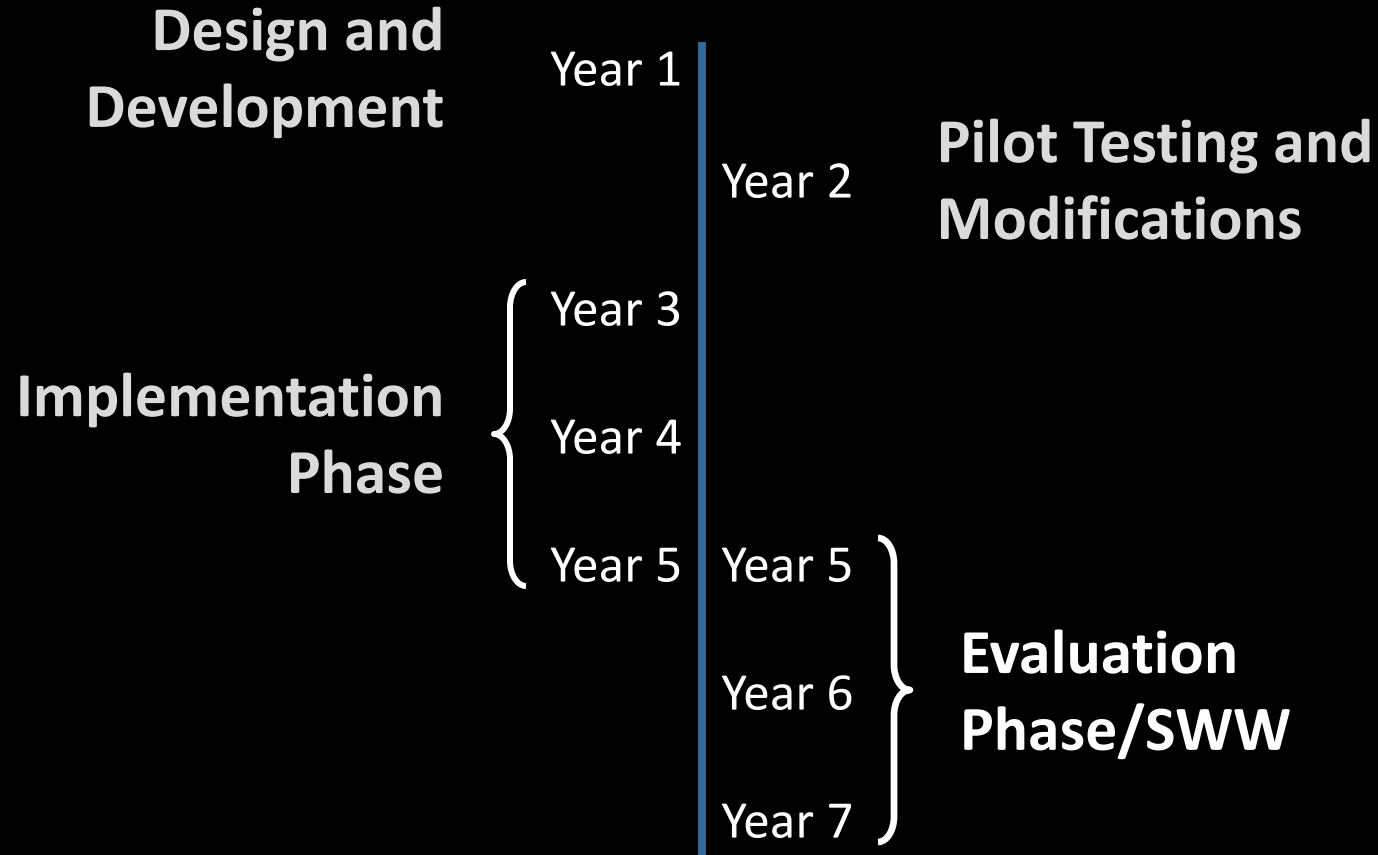 Design and
Development
Year 1
Year 2
Pilot Testing and
Modifications
Implementation
Phase
Year 3
Year 4
Year 5
Year 5
Year 6
Year 7
Evaluation
Phase/SWW